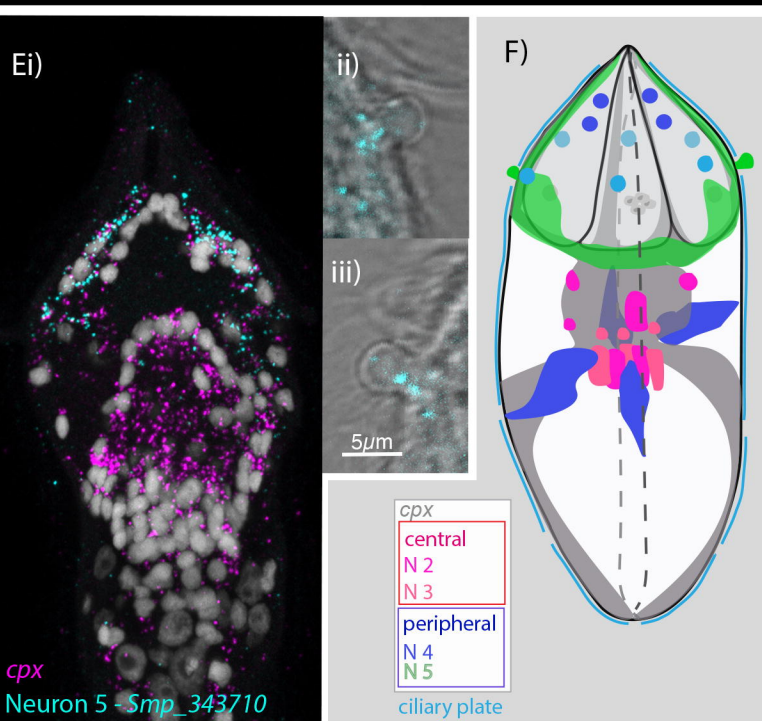 Ei)
ii)
F)
iii)
5µm
cpx
central
N 2
N 3
peripheral
N 4
N 5
ciliary plate
cpx
Neuron 5 - Smp_343710